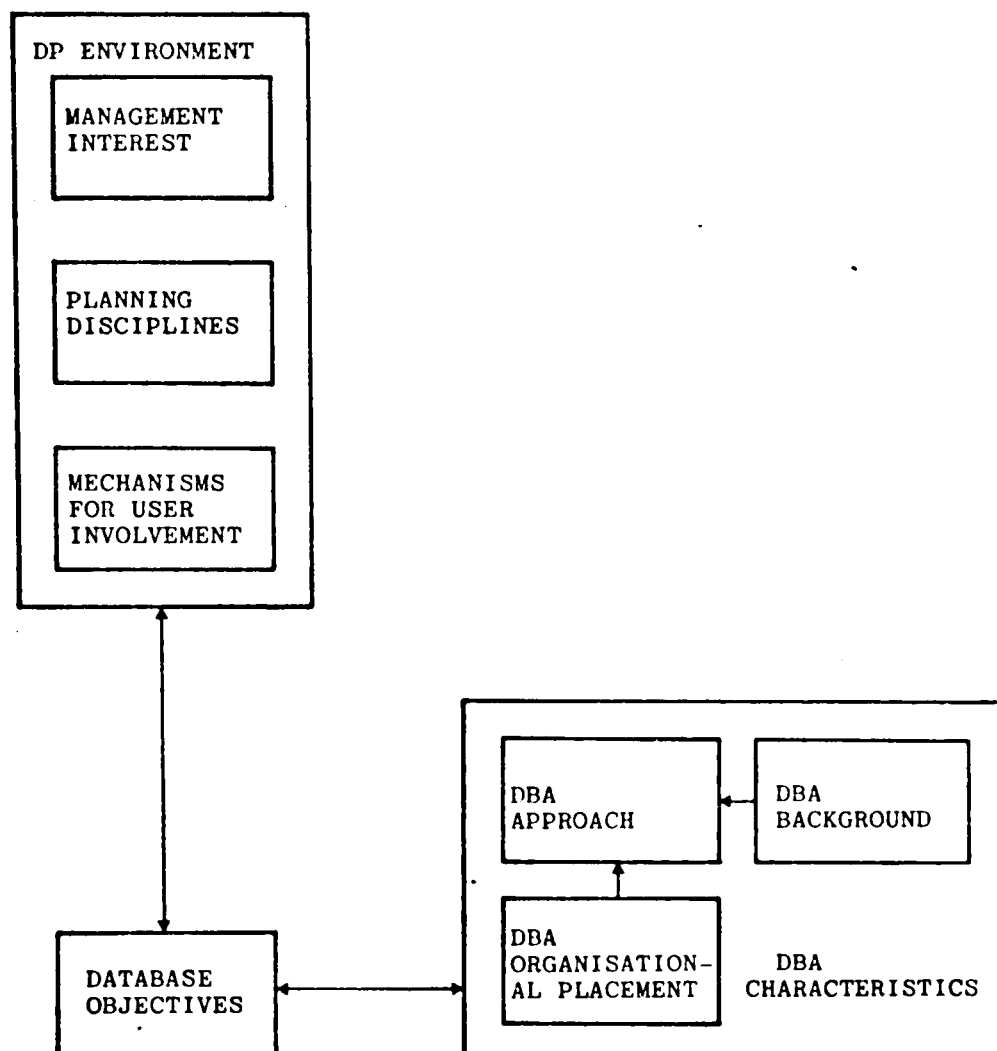 DP ENVIRONMENT
MANAGEMENT
INTEREST
PLANNING
DISCIPLINES
MECHANISMS
FOR USER
INVOLVEMENT
DBA
APPROACH
DBA
BACKGROUND
DBA
ORGANISATION-
AL PLACEMENT
DBA
CHARACTERISTICS
DATABASE
OBJECTIVES